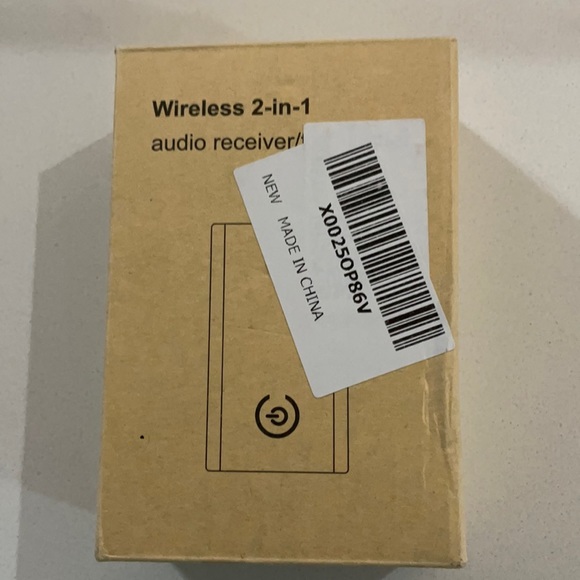 Wireless 2-in-1
audio receiver/
NEW MADE IN CHINA
X0025OP86V